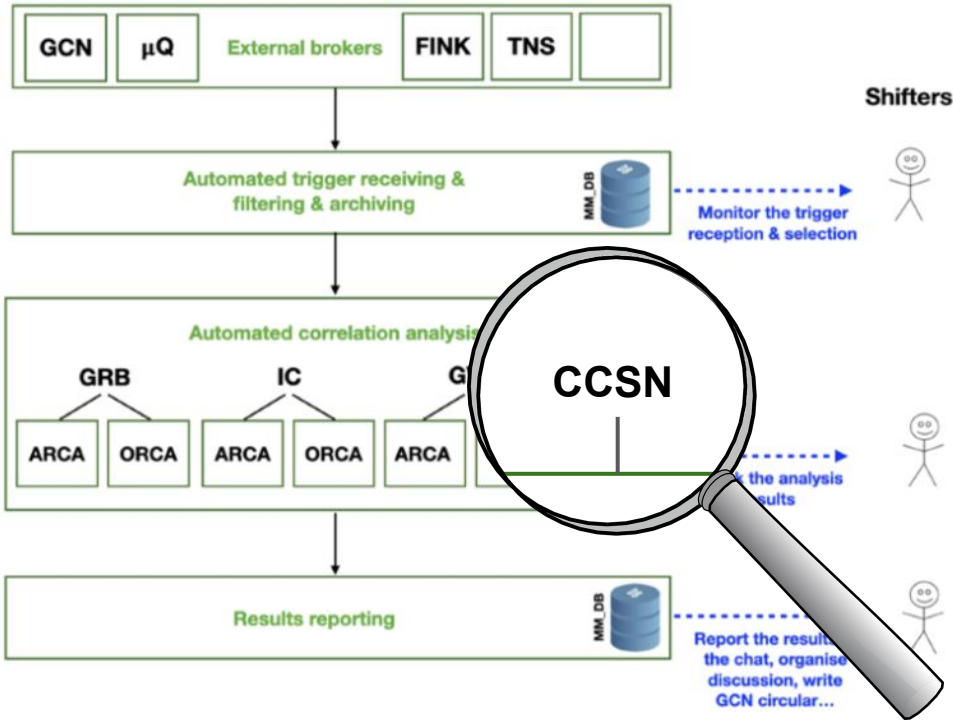 GCN
μQ
External brokers
FINK
TNS
Shifters
Automated trigger receiving &
filtering & archiving
MM_DB
Monitor the trigger
reception & selection
Automated correlation analysis
GRB
IC
CCSN
ARCA
ORCA
ARCA
ORCA
ARCA
the analysis
Results reporting
MM_DB
Report the
the chat, organise
discussion, write
GCN circular...